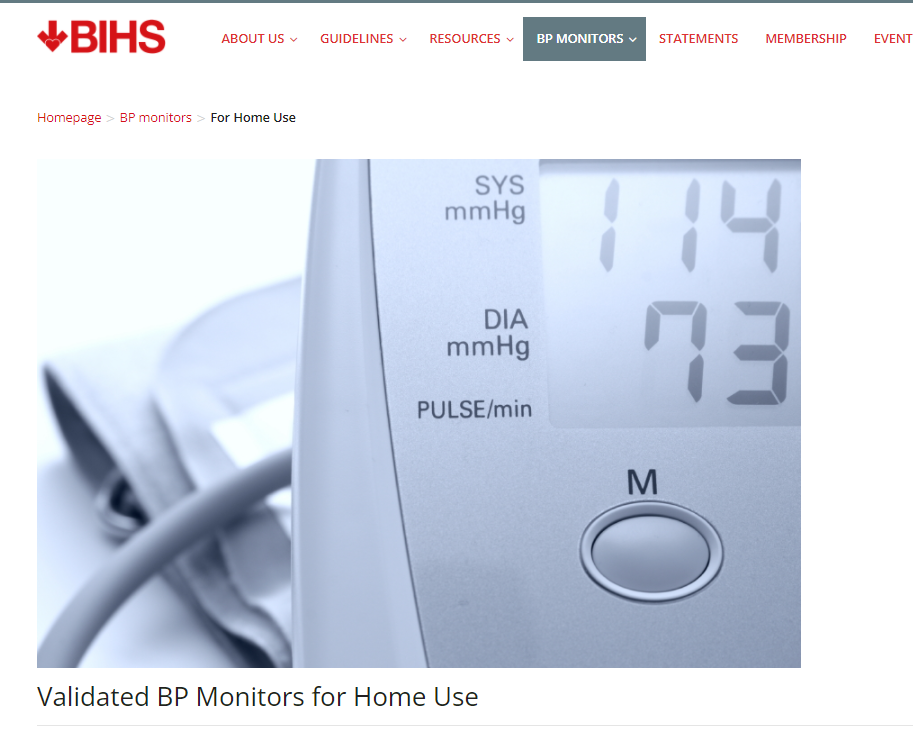 BIHS
ABOUT US GUIDELINES RESOURCES BP MONITORS STATEMENTS MEMBERSHIP EVENT
Homepage > BP monitors > For Home Use
SYS 114
mmHg
DIA 73
mmHg
PULSE/min
M
Validated BP Monitors for Home Use